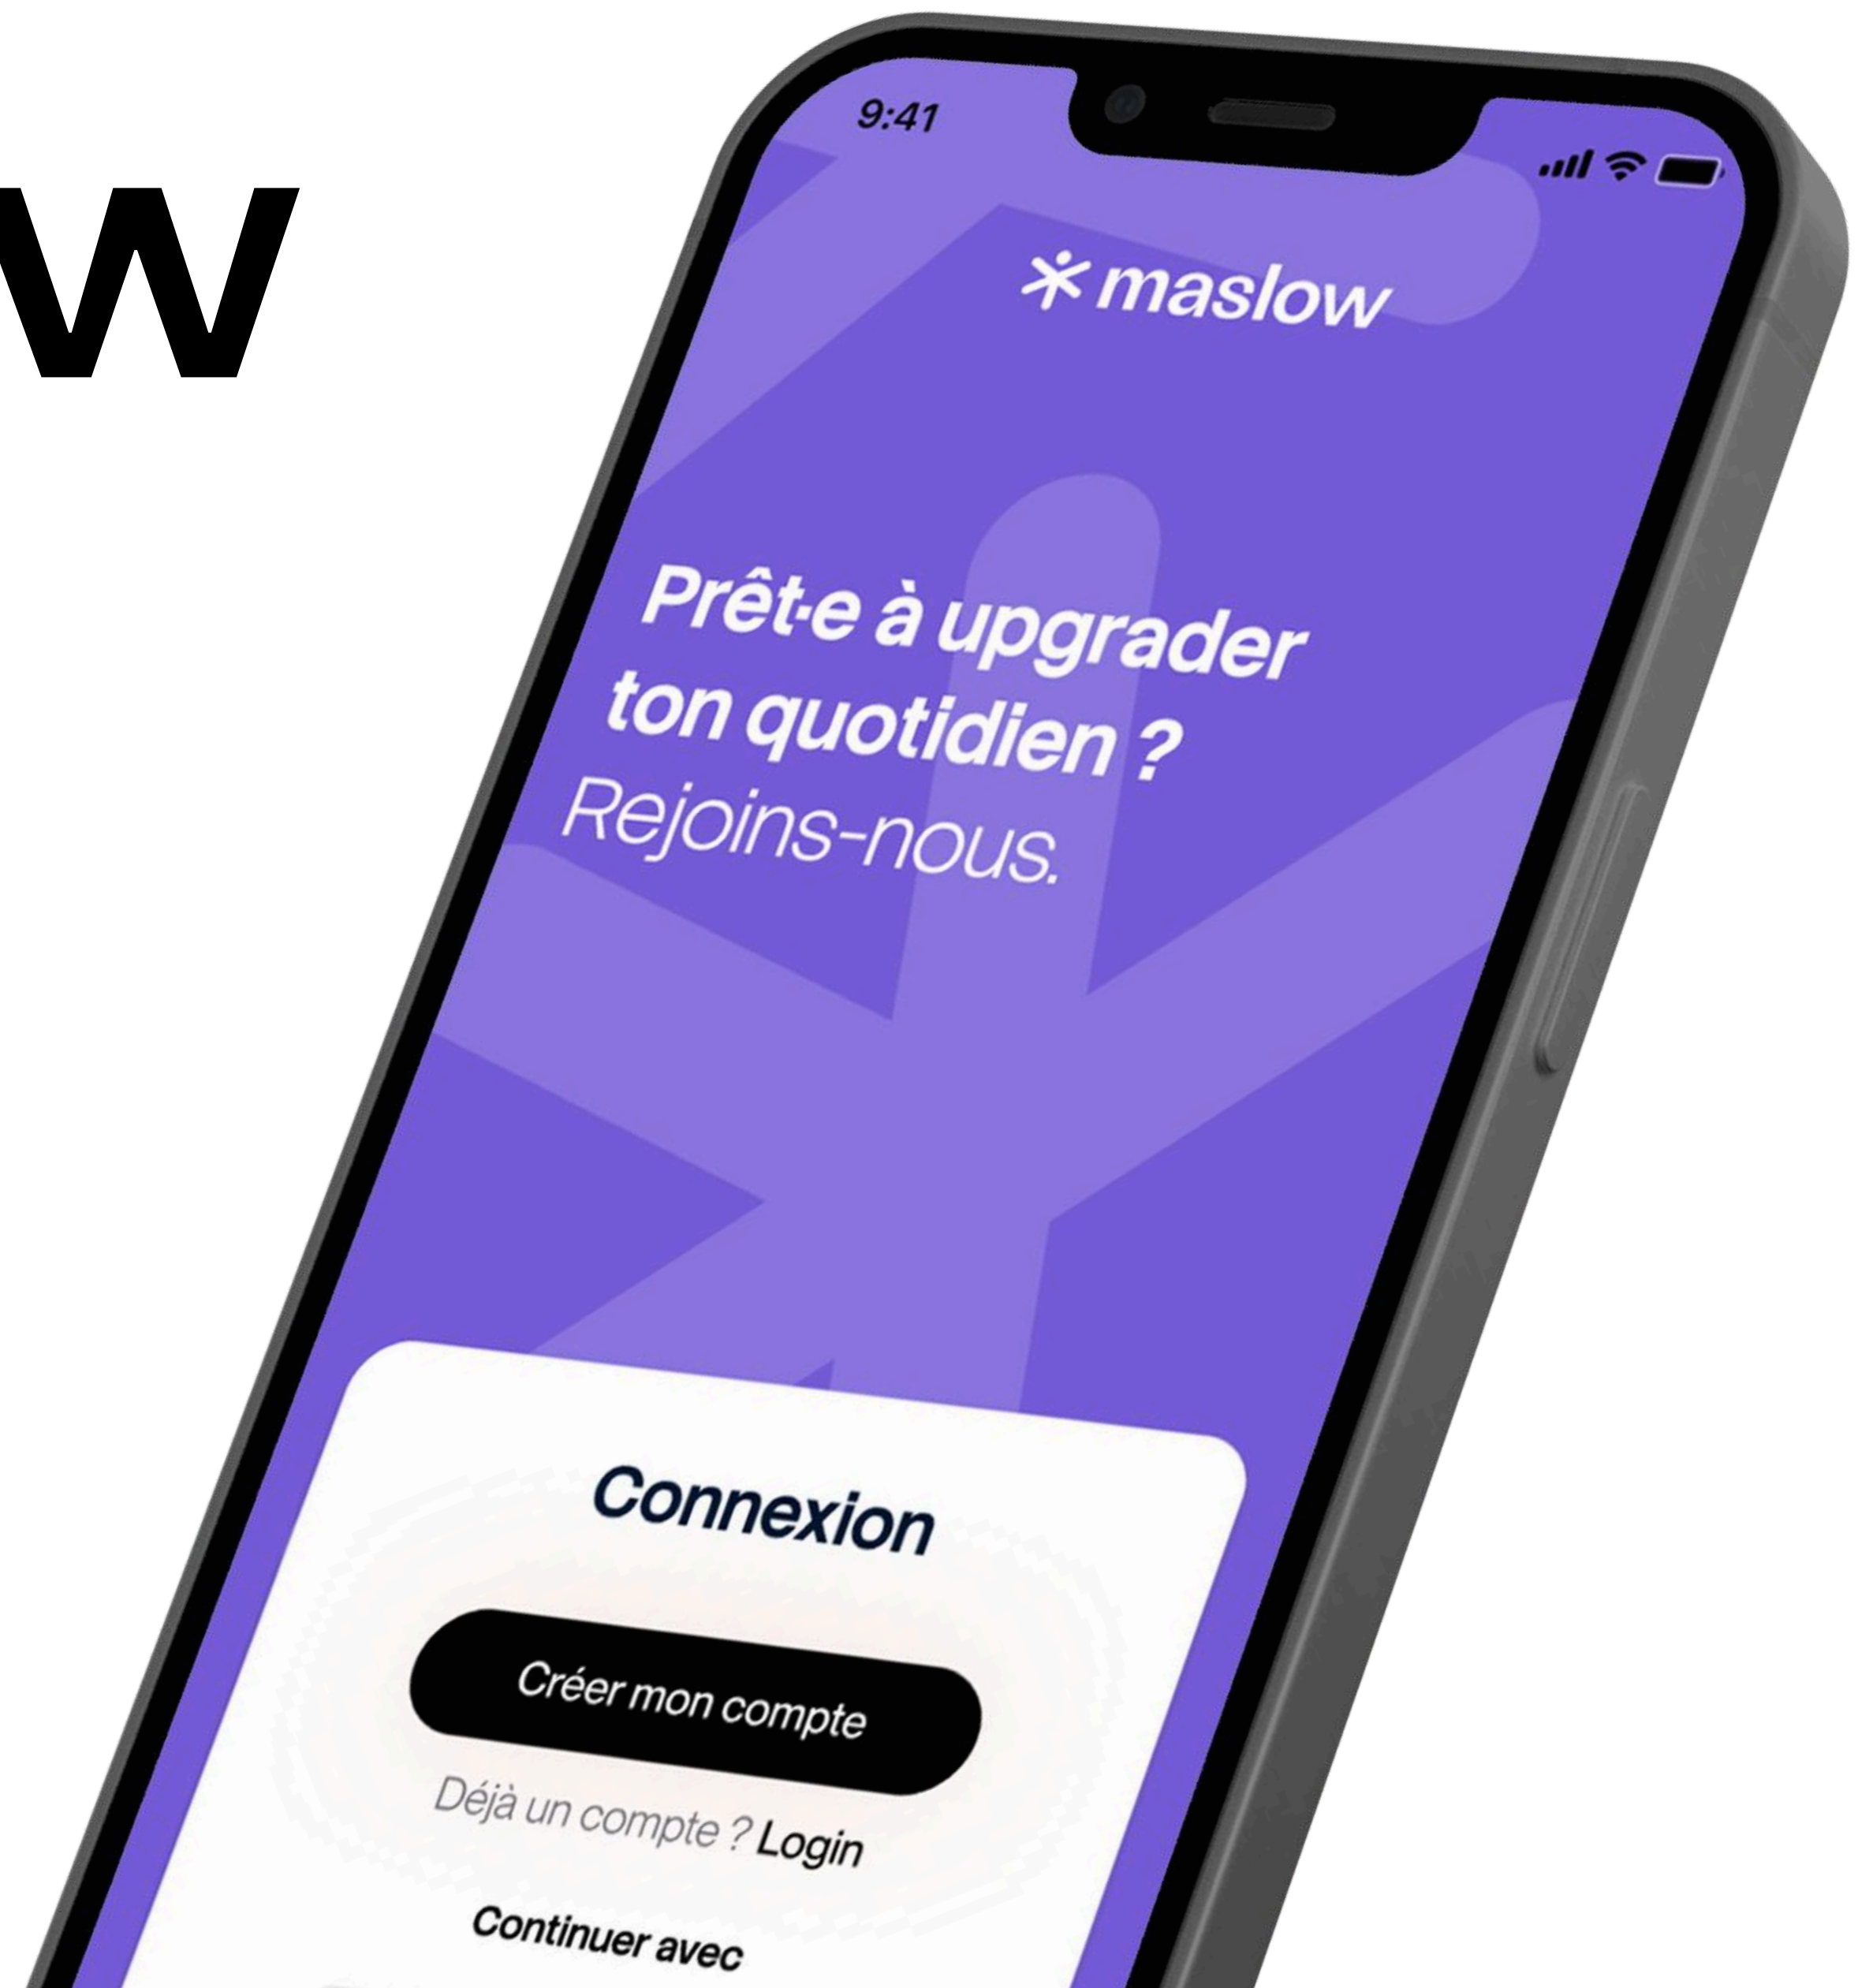 w
9:41
maslow
Prêt·e à upgrader
ton quotidien ?
Rejoins-nous.
Connexion
Créer mon compte
Déjà un compte ? Login
Continuer avec